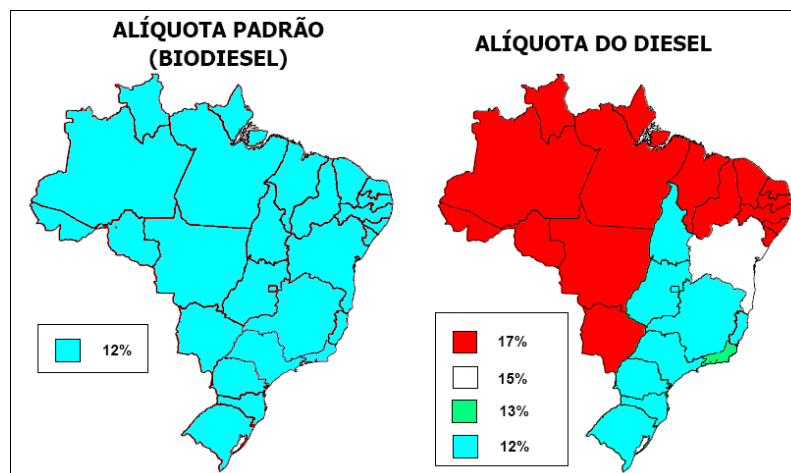 ALÍQUOTA PADRÃO
(BIODIESEL)
ALÍQUOTA DO DIESEL
12%
17%
15%
13%
12%